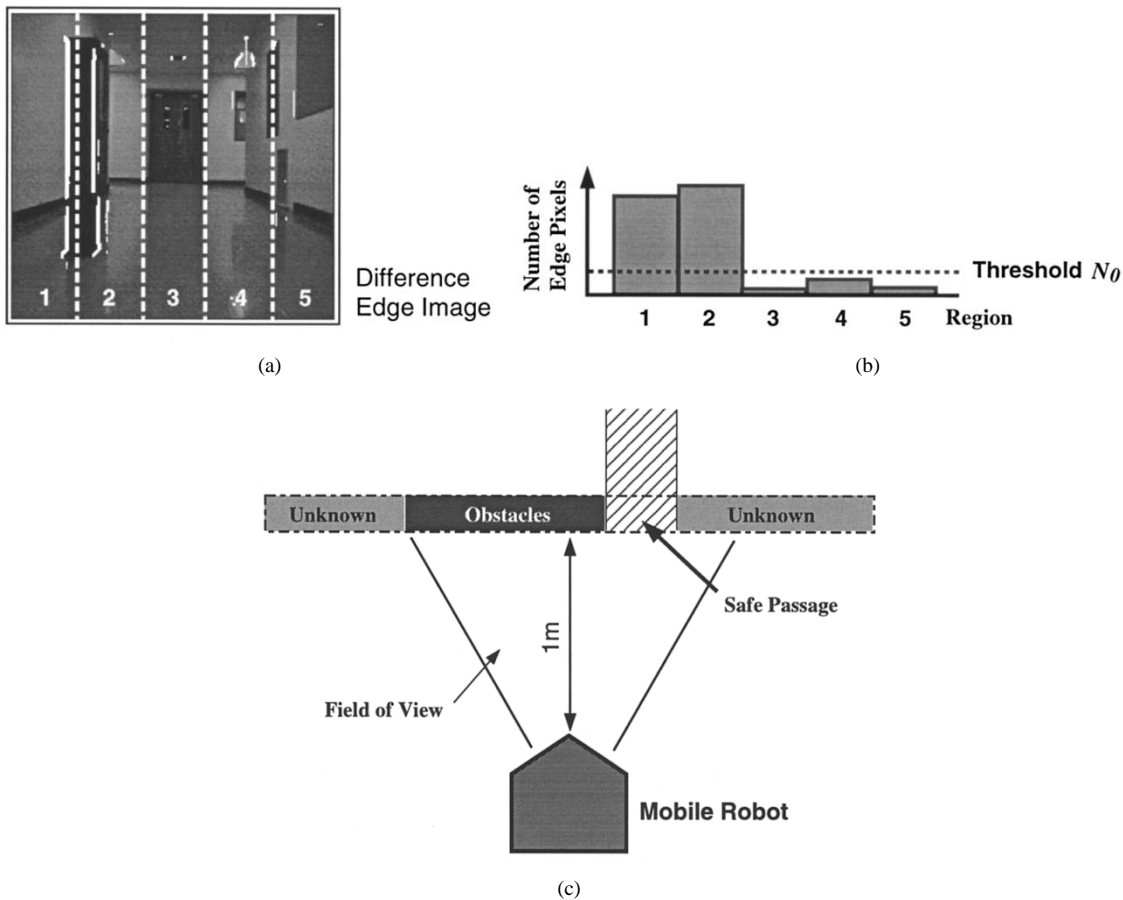 1 2 3 4 5
Difference
Edge Image
(a)
Number of
Edge Pixels
Threshold N0
1 2 3 4 5 Region
(b)
Unknown
Obstacles
Unknown
Safe Passage
1m
Field of View
Mobile Robot
(c)